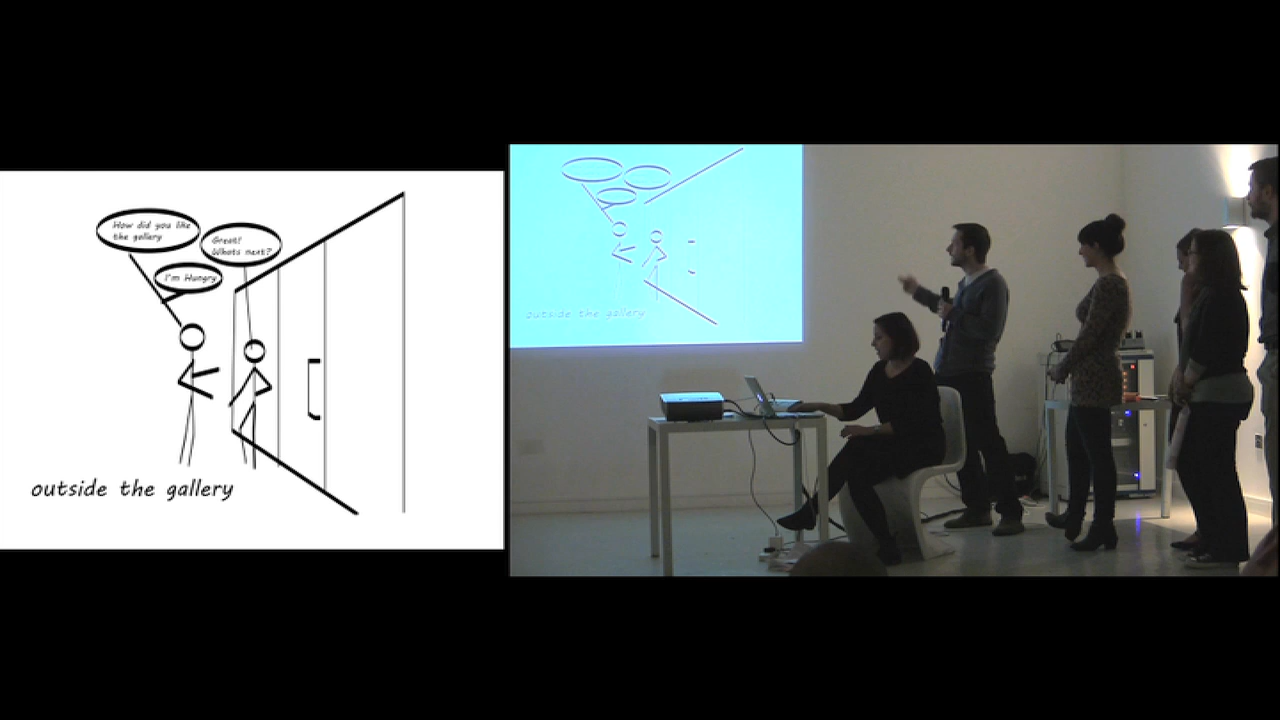 How did you like
the gallery
Great!
Whats next?
I'm Hungry
outside the gallery
outside the gallery